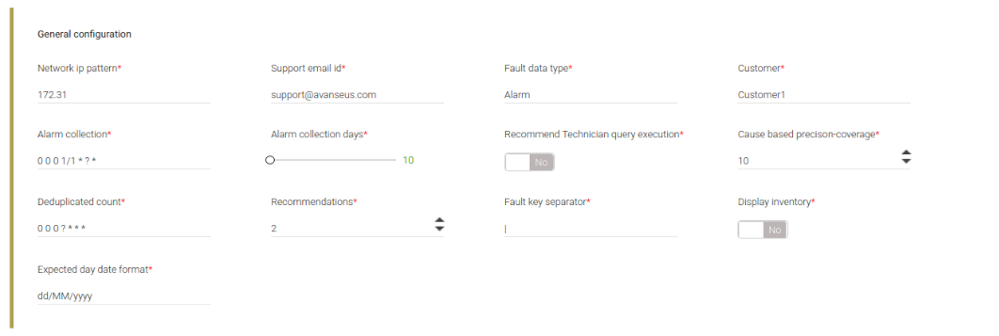 General configuration
Network ip pattern* Support email id* Fault data type* Customer*
172.31 support@avanseus.com Alarm Customer1
Alarm collection* Alarm collection days* Recommend Technician query execution* Cause based precison-coverage*
0 0 0 1/1 * ? * 10 No 10
Deduplicated count* Recommendations* Fault key separator* Display inventory*
0 0 0 ? * * * 2 | No
Expected day date format*
dd/MM/yyyy